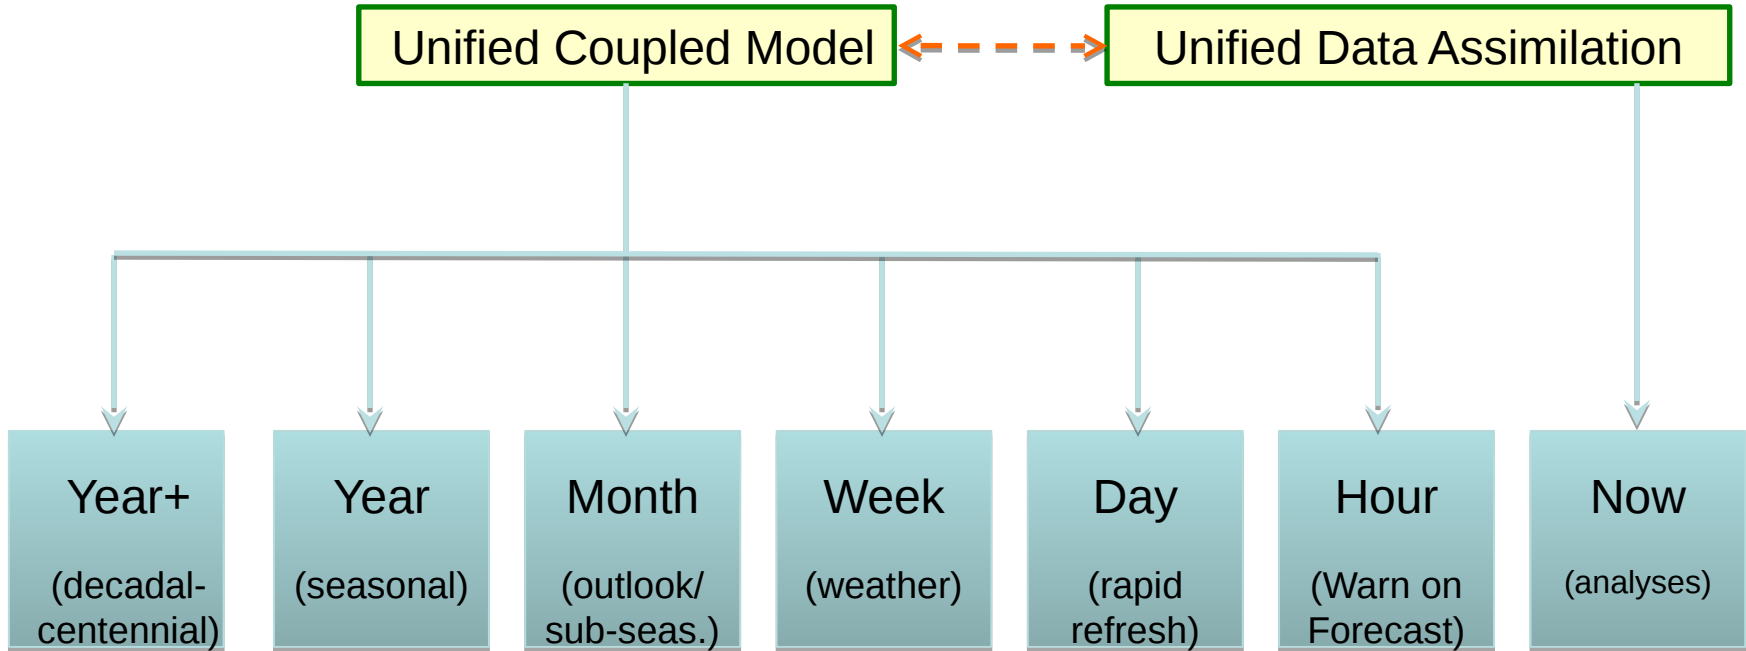 Unified Coupled Model
Unified Data Assimilation
Year+
(decadal-
centennial)
Year
(seasonal)
Month
(outlook/
sub-seas.)
Week
(weather)
Day
(rapid
refresh)
Hour
(Warn on
Forecast)
Now
(analyses)